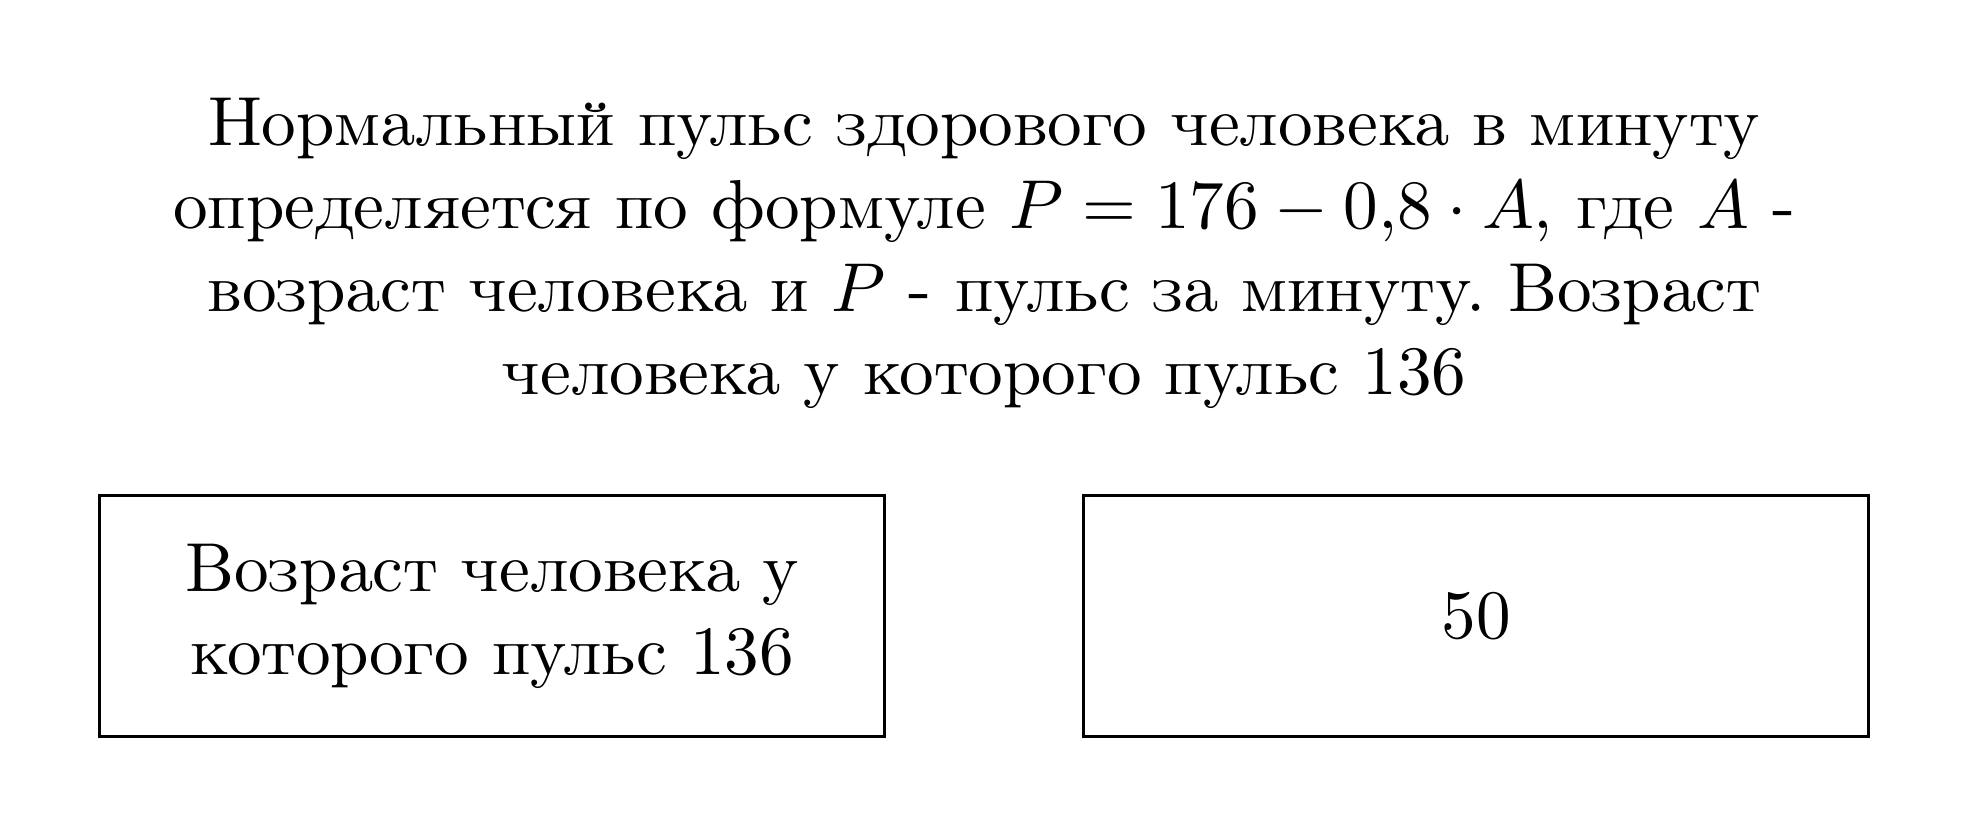 Нормальный пульс здорового человека в минуту
определяется по формуле P = 176 − 0,8 · A, где A -
возраст человека и P - пульс за минуту. Возраст
человека у которого пульс 136
Возраст человека у
которого пульс 136
50